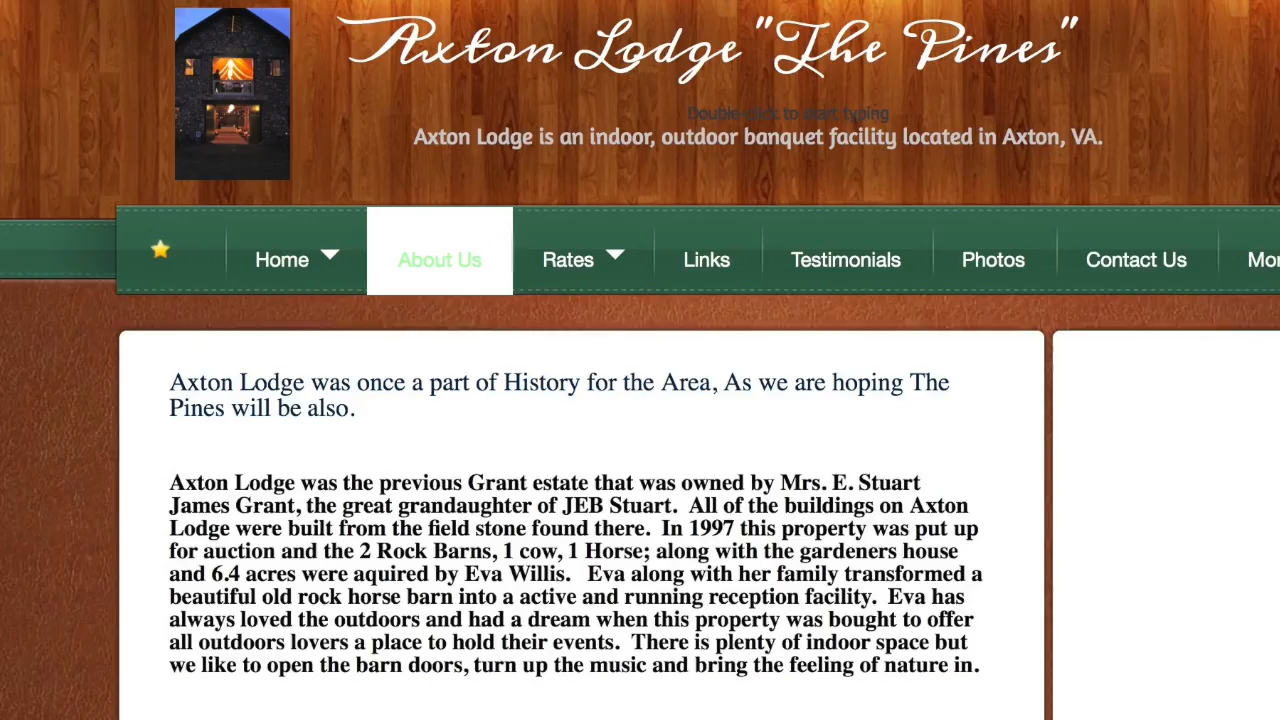 Axton Lodge "The Pines"
Double click to start typing
Axton Lodge is an indoor, outdoor banquet facility located in Axton, VA.
Home About Us Rates Links Testimonials Photos Contact Us Mor
Axton Lodge was once a part of History for the Area, As we are hoping The
Pines will be also.
Axton Lodge was the previous Grant estate that was owned by Mrs. E. Stuart
James Grant, the great grandaughter of JEB Stuart. All of the buildings on Axton
Lodge were built from the field stone found there. In 1997 this property was put up
for auction and the 2 Rock Barns, 1 cow, 1 Horse; along with the gardeners house
and 6.4 acres were aquired by Eva Willis. Eva along with her family transformed a
beautiful old rock horse barn into a active and running reception facility. Eva has
always loved the outdoors and had a dream when this property was bought to offer
all outdoors lovers a place to hold their events. There is plenty of indoor space but
we like to open the barn doors, turn up the music and bring the feeling of nature in.